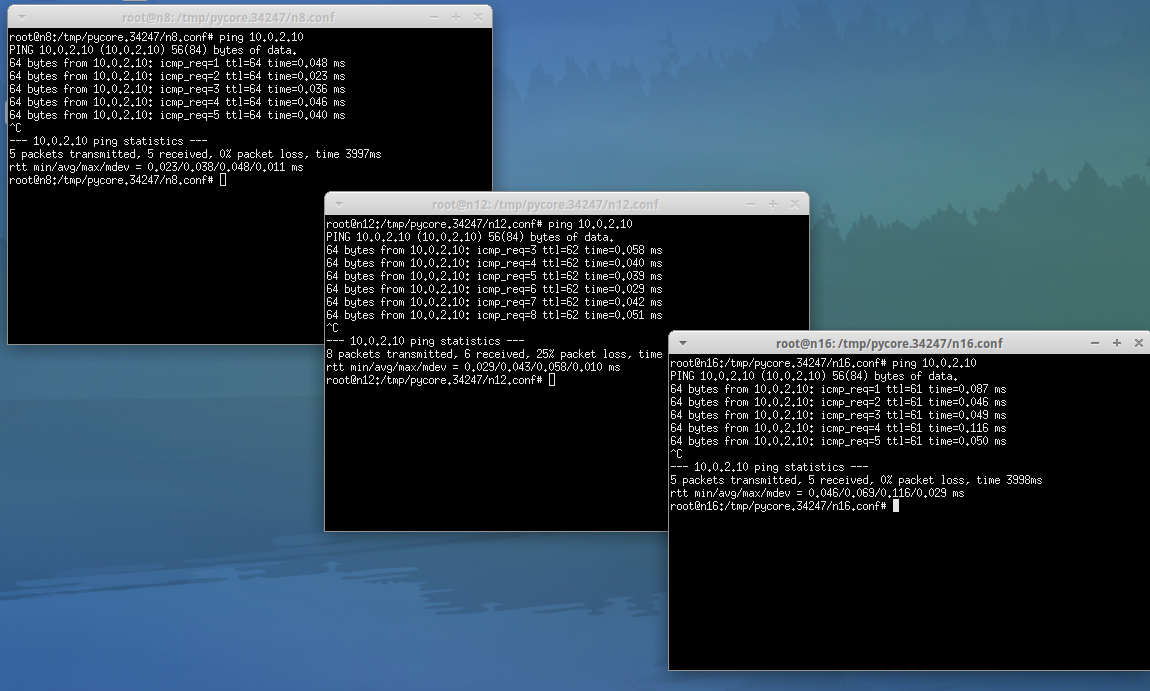 root@n8: /tmp/pycore.34247/n8.conf
root@n8:/tmp/pycore.34247/n8.conf# ping 10.0.2.10
PING 10.0.2.10 (10.0.2.10) 56(84) bytes of data.
64 bytes from 10.0.2.10: icmp_req=1 ttl=64 time=0.048 ms
64 bytes from 10.0.2.10: icmp_req=2 ttl=64 time=0.023 ms
64 bytes from 10.0.2.10: icmp_req=3 ttl=64 time=0.036 ms
64 bytes from 10.0.2.10: icmp_req=4 ttl=64 time=0.046 ms
64 bytes from 10.0.2.10: icmp_req=5 ttl=64 time=0.040 ms
^C
--- 10.0.2.10 ping statistics ---
5 packets transmitted, 5 received, 0% packet loss, time 3997ms
rtt min/avg/max/mdev = 0.023/0.038/0.048/0.011 ms
root@n8:/tmp/pycore.34247/n8.conf#
root@n12: /tmp/pycore.34247/n12.conf
root@n12:/tmp/pycore.34247/n12.conf# ping 10.0.2.10
PING 10.0.2.10 (10.0.2.10) 56(84) bytes of data.
64 bytes from 10.0.2.10: icmp_req=3 ttl=62 time=0.058 ms
64 bytes from 10.0.2.10: icmp_req=4 ttl=62 time=0.040 ms
64 bytes from 10.0.2.10: icmp_req=5 ttl=62 time=0.039 ms
64 bytes from 10.0.2.10: icmp_req=6 ttl=62 time=0.029 ms
64 bytes from 10.0.2.10: icmp_req=7 ttl=62 time=0.042 ms
64 bytes from 10.0.2.10: icmp_req=8 ttl=62 time=0.051 ms
^C
--- 10.0.2.10 ping statistics ---
8 packets transmitted, 6 received, 25% packet loss, time
rtt min/avg/max/mdev = 0.029/0.043/0.058/0.010 ms
root@n12:/tmp/pycore.34247/n12.conf#
root@n16: /tmp/pycore.34247/n16.conf
root@n16:/tmp/pycore.34247/n16.conf# ping 10.0.2.10
PING 10.0.2.10 (10.0.2.10) 56(84) bytes of data.
64 bytes from 10.0.2.10: icmp_req=1 ttl=61 time=0.087 ms
64 bytes from 10.0.2.10: icmp_req=2 ttl=61 time=0.046 ms
64 bytes from 10.0.2.10: icmp_req=3 ttl=61 time=0.049 ms
64 bytes from 10.0.2.10: icmp_req=4 ttl=61 time=0.116 ms
64 bytes from 10.0.2.10: icmp_req=5 ttl=61 time=0.050 ms
^C
--- 10.0.2.10 ping statistics ---
5 packets transmitted, 5 received, 0% packet loss, time 3998ms
rtt min/avg/max/mdev = 0.046/0.069/0.116/0.029 ms
root@n16:/tmp/pycore.34247/n16.conf#